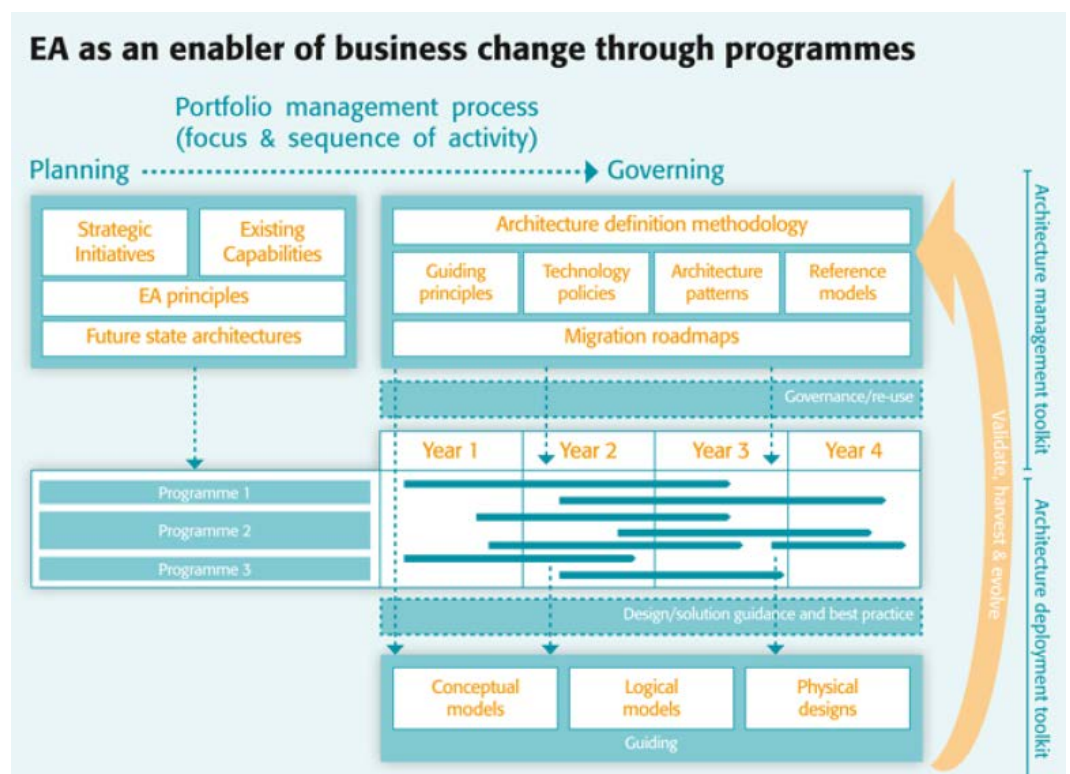 EA as an enabler of business change through programmes
Portfolio management process
(focus & sequence of activity)
Planning
Governing
Strategic
Initiatives
Existing
Capabilities
EA principles
Future state architectures
Architecture definition methodology
Guiding
principles
Technology
policies
Architecture
patterns
Reference
models
Migration roadmaps
Governance/re-use
Year 1
Year 2
Year 3
Year 4
Programme 1
Programme 2
Programme 3
Design/solution guidance and best practice
Conceptual
models
Logical
models
Physical
designs
Guiding
Validate, harvest & evolve
Architecture management toolkit
Architecture deployment toolkit